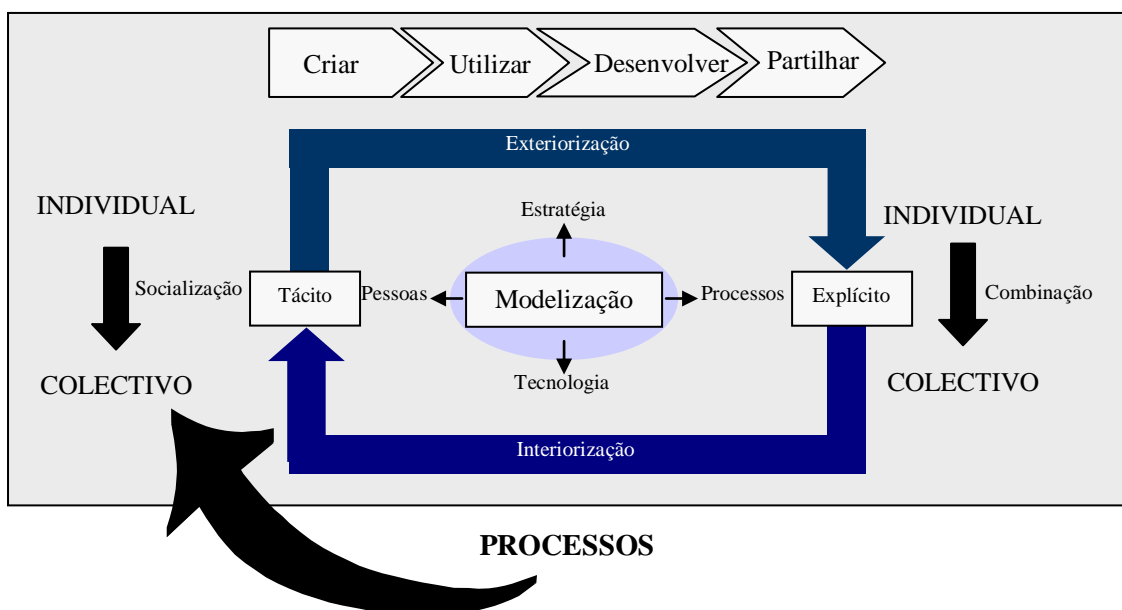 Criar
Utilizar
Desenvolver
Partilhar
Exteriorização
INDIVIDUAL
Estratégia
INDIVIDUAL
Socialização
Tácito
Pessoas
Modelização
Processos
Explícito
Combinação
COLECTIVO
Tecnologia
COLECTIVO
Interiorização
PROCESSOS